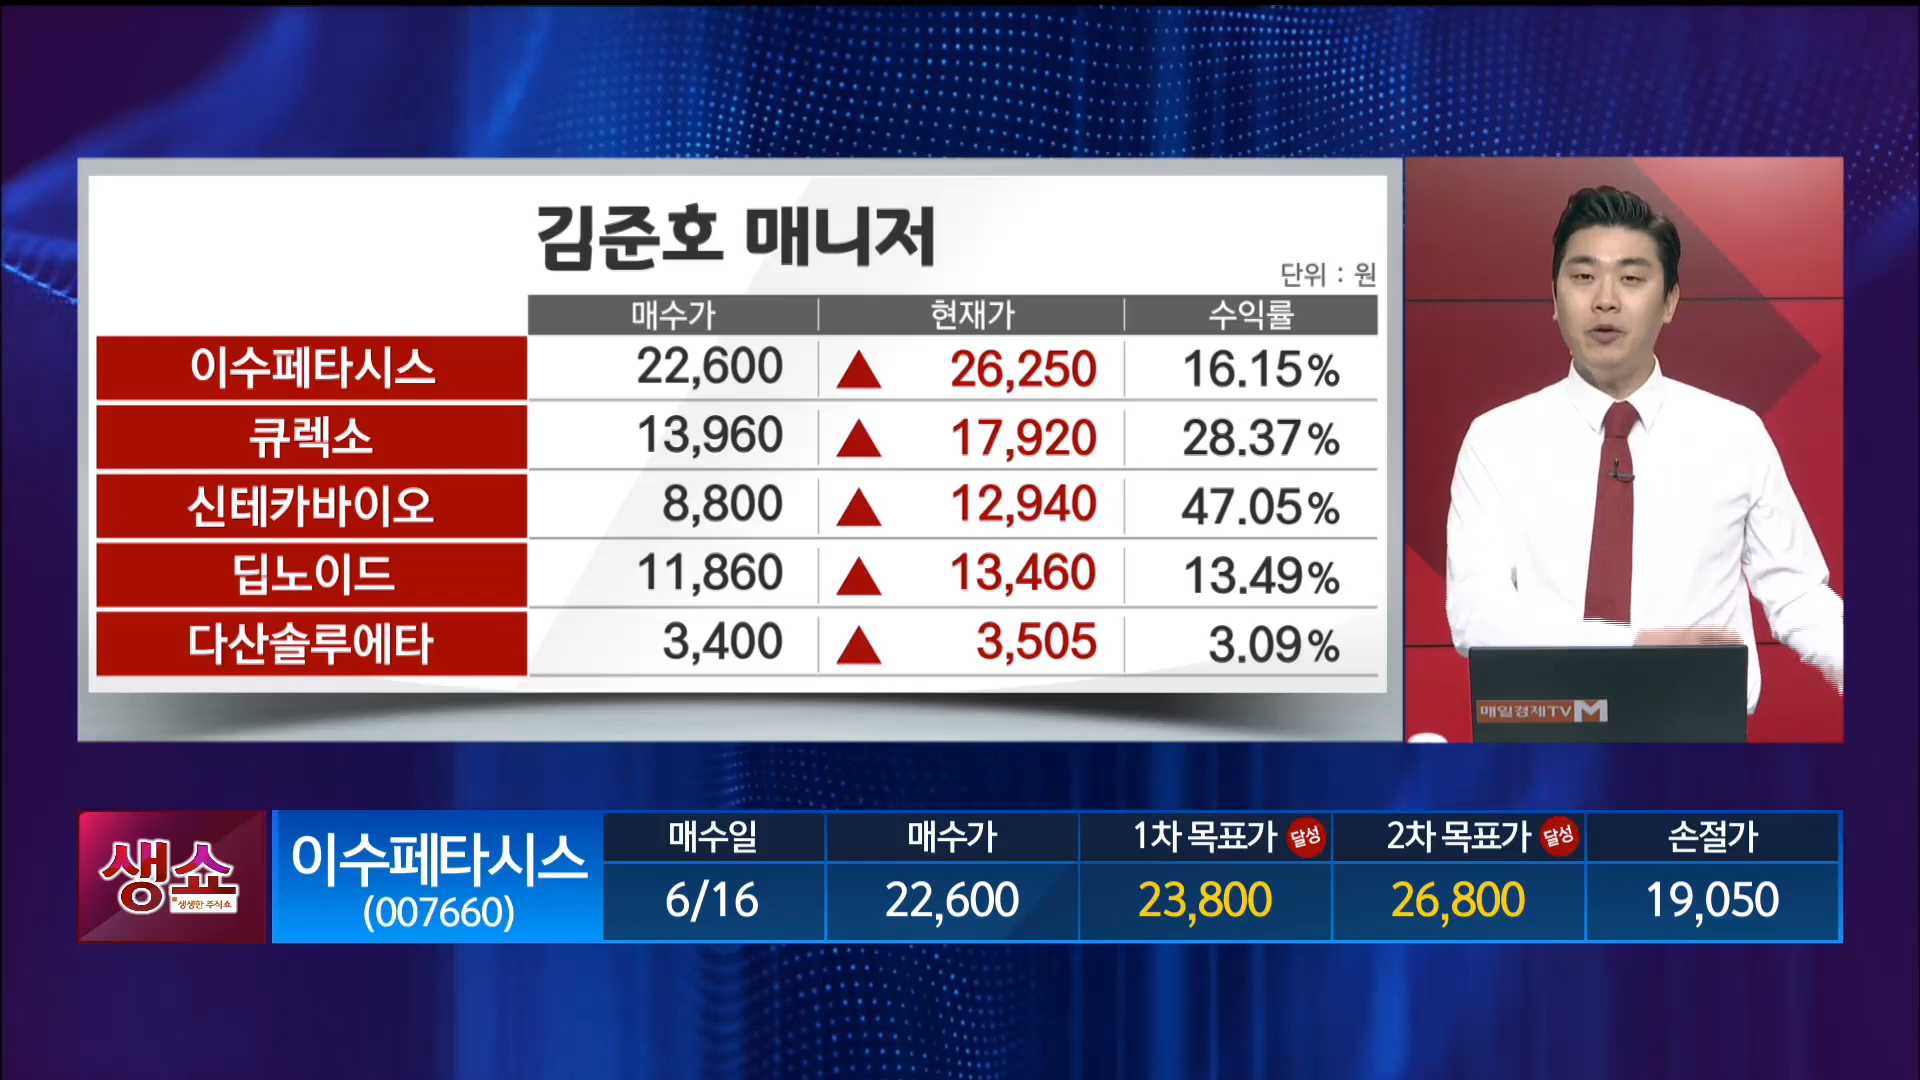 김준호 매니저
단위 : 원
매수가 현재가 수익률
이수페타시스 22,600 ▲ 26,250 16.15%
큐렉소 13,960 ▲ 17,920 28.37%
신테카바이오 8,800 ▲ 12,940 47.05%
딥노이드 11,860 ▲ 13,460 13.49%
다산솔루에타 3,400 ▲ 3,505 3.09%
매일경제TV M
생쇼
생생한 주식쇼
이수페타시스
(007660)
매수일 매수가 1차 목표가 달성 2차 목표가 달성 손절가
6/16 22,600 23,800 26,800 19,050